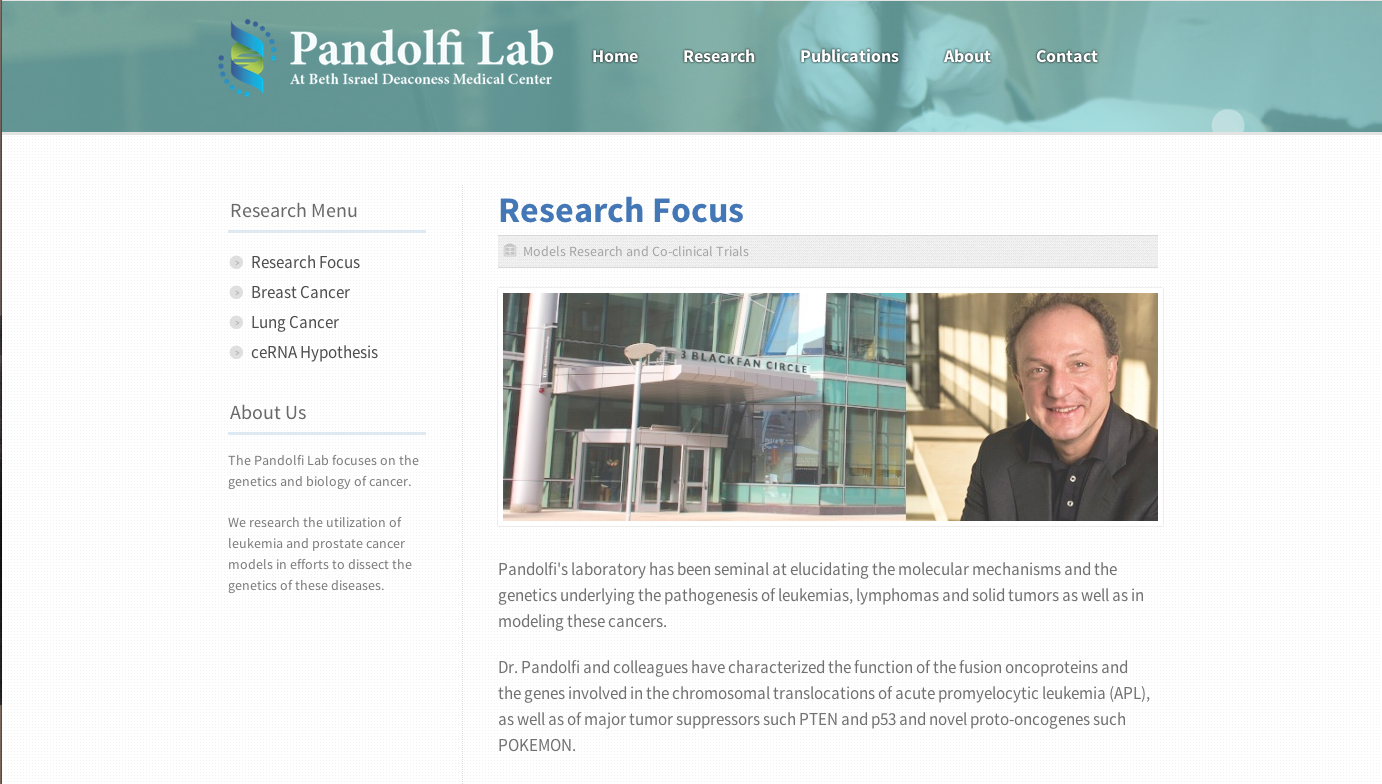 Pandolfi Lab
At Beth Israel Deaconess Medical Center
Home Research Publications About Contact
Research Menu
Research Focus
Breast Cancer
Lung Cancer
ceRNA Hypothesis
About Us
The Pandolfi Lab focuses on the
genetics and biology of cancer.
We research the utilization of
leukemia and prostate cancer
models in efforts to dissect the
genetics of these diseases.
Research Focus
Models Research and Co-clinical Trials
3 BLACKFAN CIRCLE
Pandolfi's laboratory has been seminal at elucidating the molecular mechanisms and the
genetics underlying the pathogenesis of leukemias, lymphomas and solid tumors as well as in
modeling these cancers.
Dr. Pandolfi and colleagues have characterized the function of the fusion oncoproteins and
the genes involved in the chromosomal translocations of acute promyelocytic leukemia (APL),
as well as of major tumor suppressors such PTEN and p53 and novel proto-oncogenes such
POKEMON.